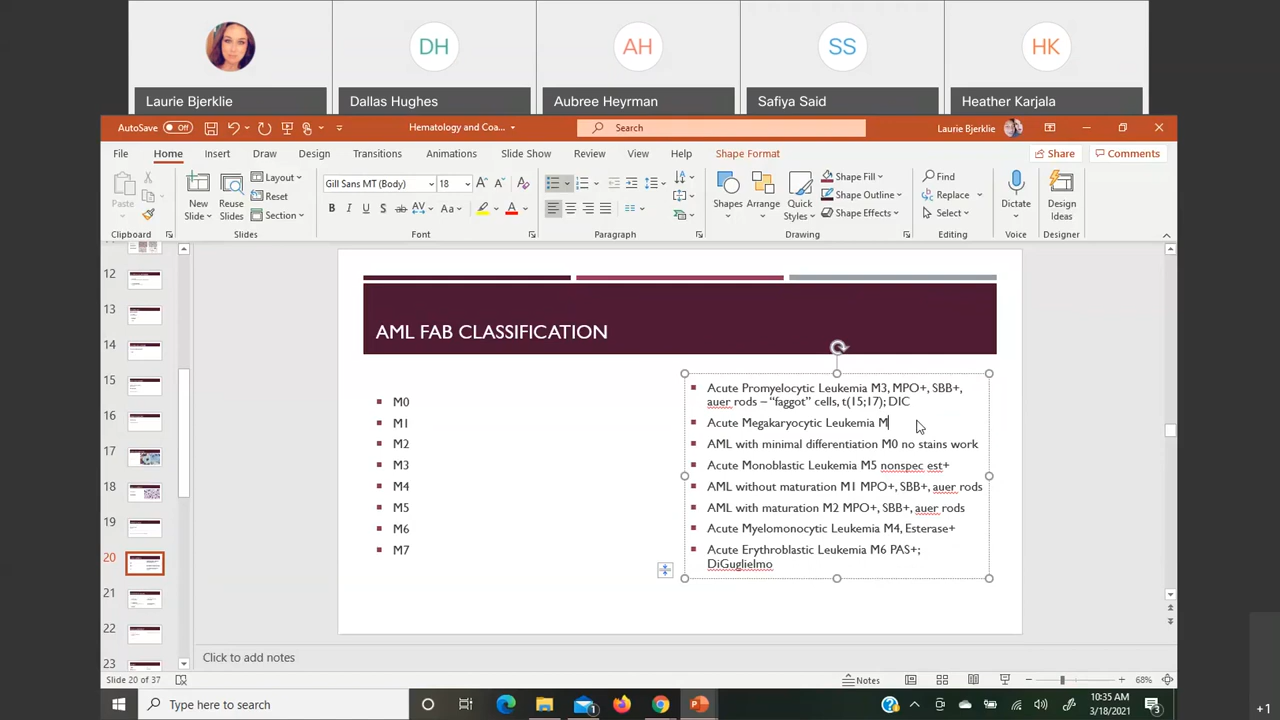 DH
AH
SS
HK
Laurie Bjerklie
Dallas Hughes
Aubree Heyrman
Safiya Said
Heather Karjala
AutoSave Off
Hematology and Coa...
Search
Laurie Bjerklie
File Home Insert Draw Design Transitions Animations Slide Show Review View Help Shape Format
Share
Comments
Paste
New Slide
Reuse Slides
Layout
Reset
Section
Gill Sans MT (Body) 18
B I U S ab AV Aa A
Shapes
Arrange
Quick Styles
Shape Fill
Shape Outline
Shape Effects
Find
Replace
Select
Dictate
Design Ideas
Clipboard
Slides
Font
Paragraph
Drawing
Editing
Voice
Designer
12
13
14
15
16
17
18
19
20
21
22
23
AML FAB CLASSIFICATION
M0
M1
M2
M3
M4
M5
M6
M7
Acute Promyelocytic Leukemia M3, MPO+, SBB+,
auer rods – “faggot” cells, t(15;17); DIC
Acute Megakaryocytic Leukemia M
AML with minimal differentiation M0 no stains work
Acute Monoblastic Leukemia M5 nonspec est+
AML without maturation M1 MPO+, SBB+, auer rods
AML with maturation M2 MPO+, SBB+, auer rods
Acute Myelomonocytic Leukemia M4, Esterase+
Acute Erythroblastic Leukemia M6 PAS+;
DiGuglielmo
Click to add notes
Slide 20 of 37
Notes
68%
Type here to search
10:35 AM
3/18/2021
3
+1